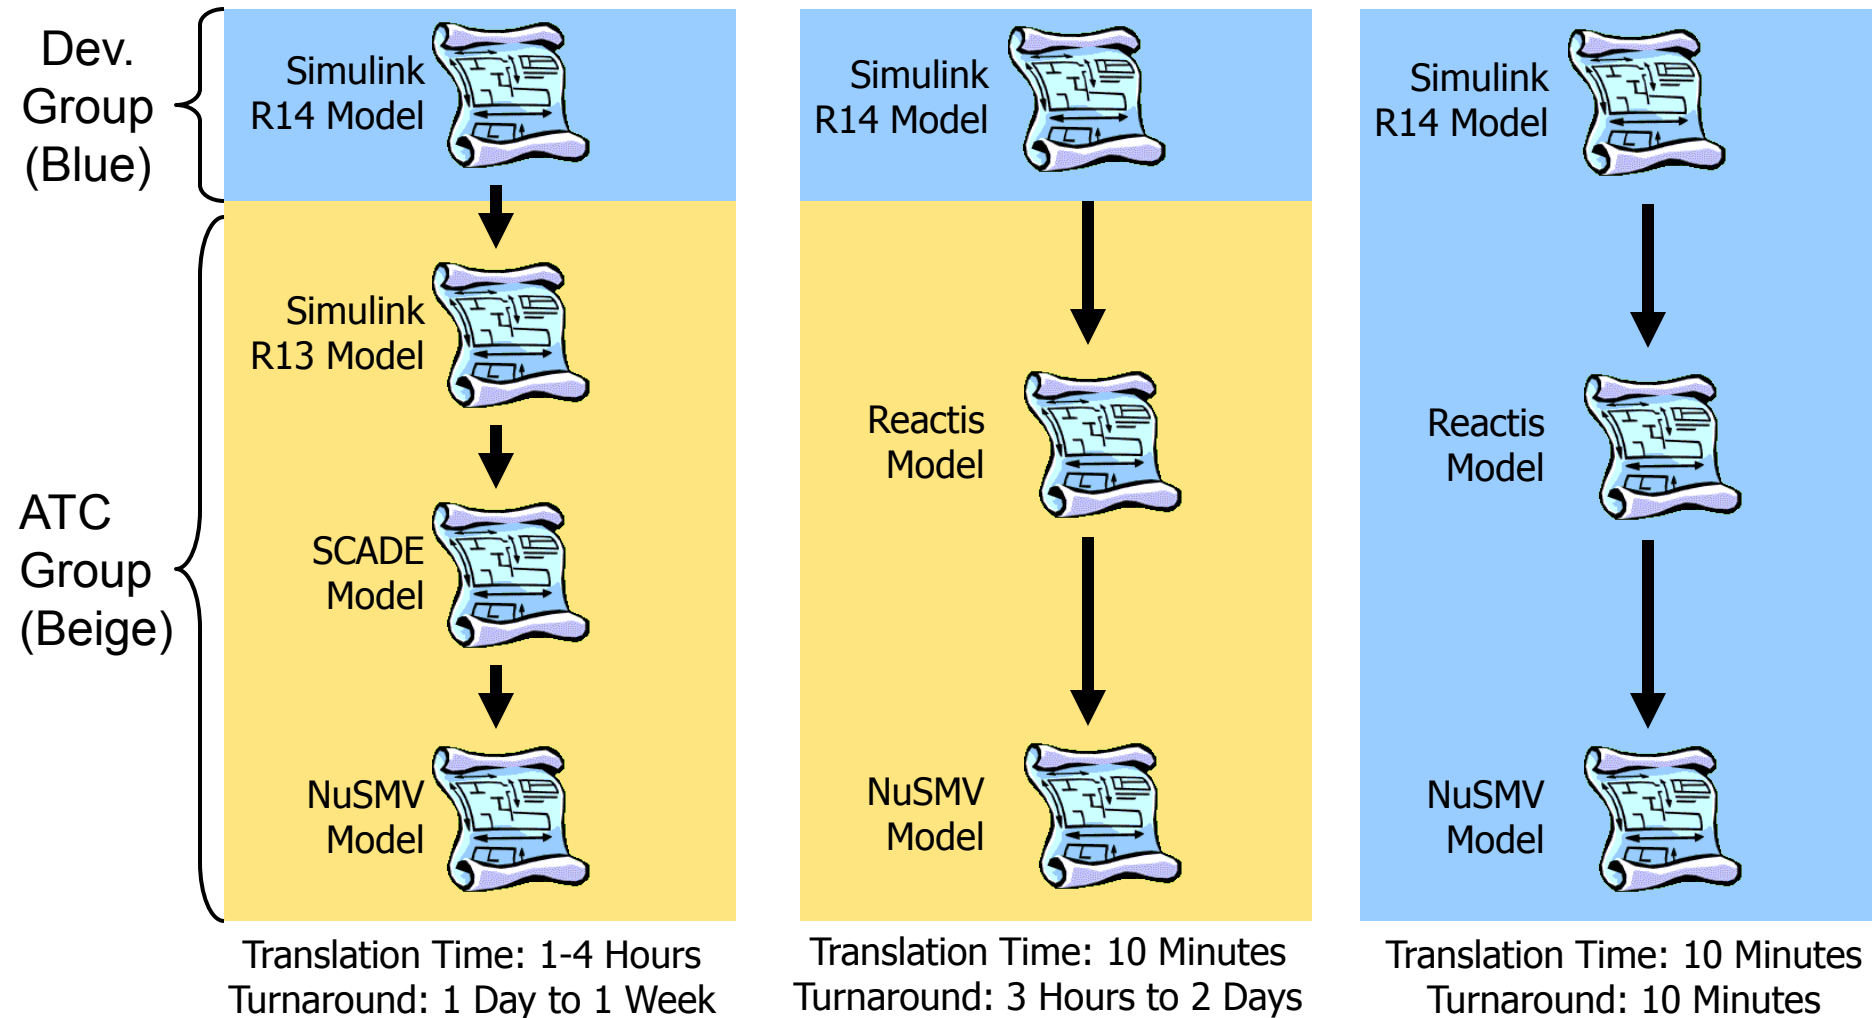 Dev.
Group
(Blue)
ATC
Group
(Beige)
Simulink
R14 Model
Simulink
R13 Model
SCADE
Model
NuSMV
Model
Translation Time: 1-4 Hours
Turnaround: 1 Day to 1 Week
Simulink
R14 Model
Reactis
Model
NuSMV
Model
Translation Time: 10 Minutes
Turnaround: 3 Hours to 2 Days
Simulink
R14 Model
Reactis
Model
NuSMV
Model
Translation Time: 10 Minutes
Turnaround: 10 Minutes